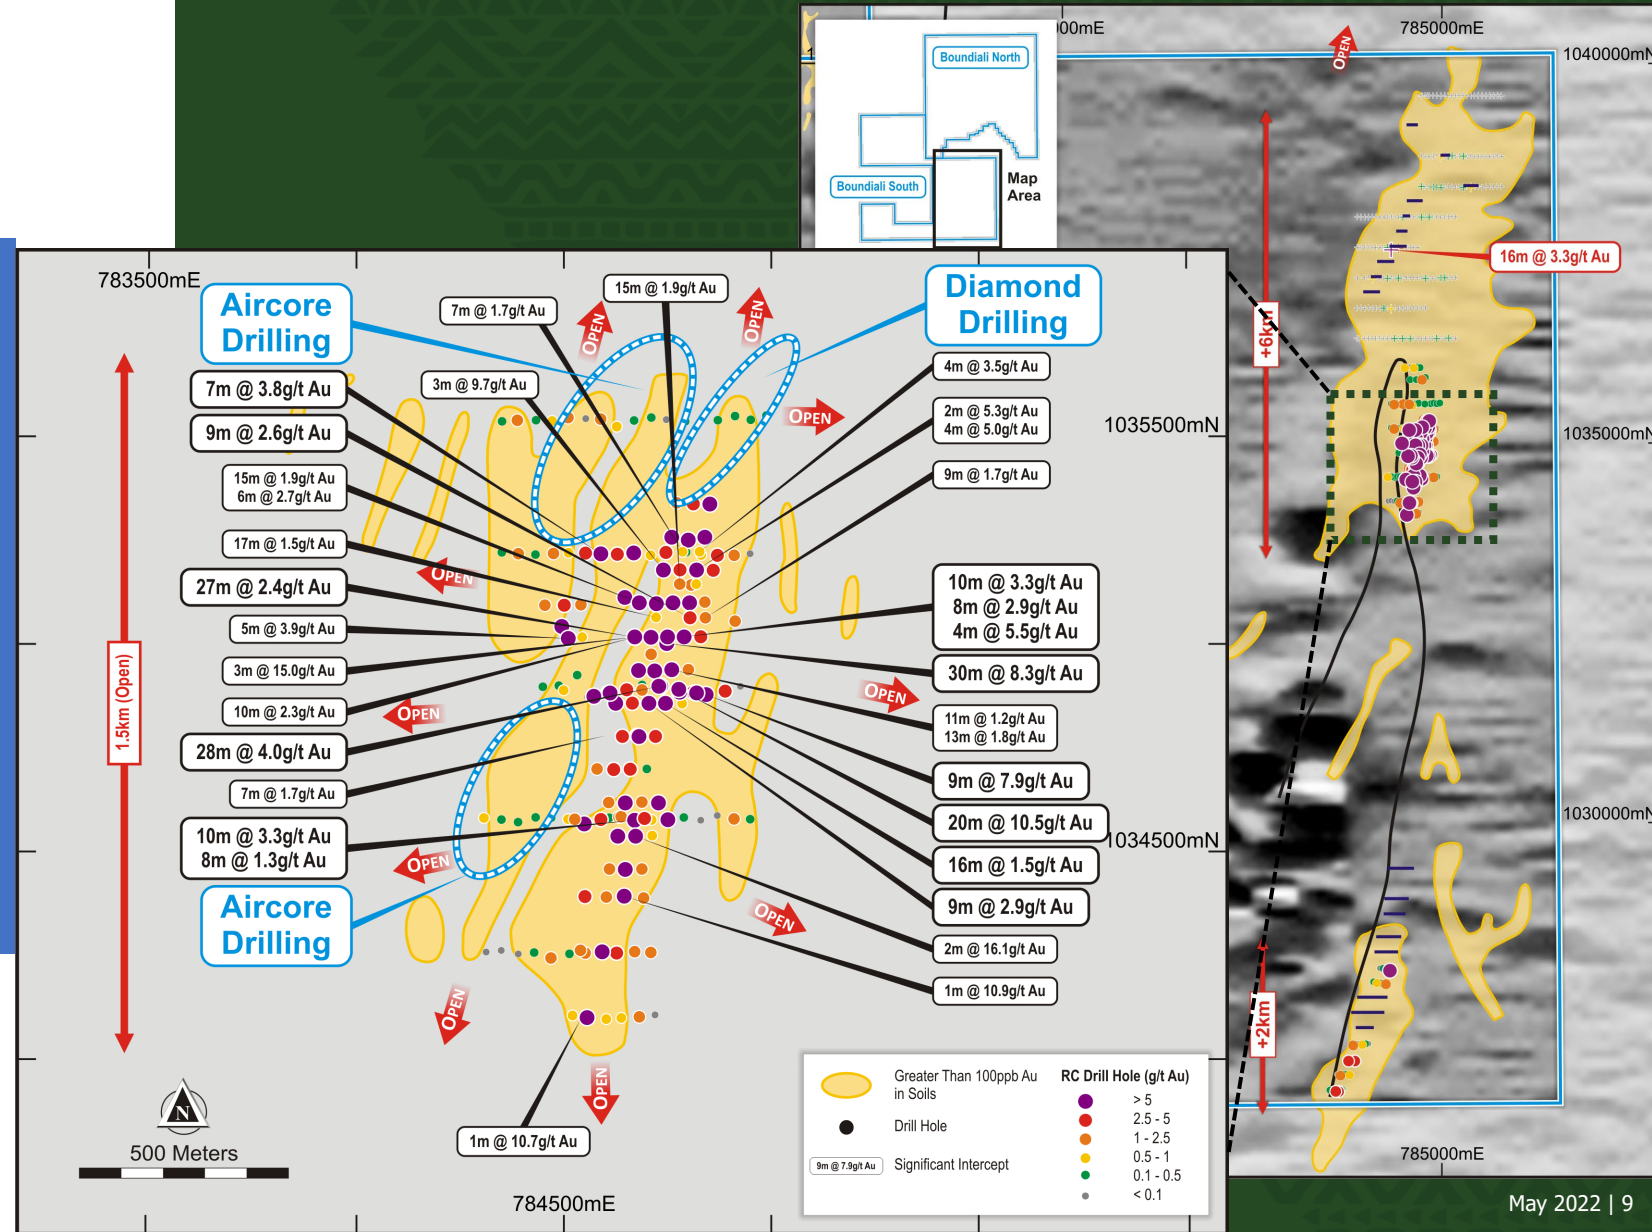 785000mE
1040000mN
OPEN
Boundiali North
Boundiali South
Map
Area
16m @ 3.3g/t Au
+6km
1035000mN
1030000mN
+2km
785000mE
783500mE
Aircore
Drilling
7m @ 1.7g/t Au
15m @ 1.9g/t Au
OPEN
OPEN
Diamond
Drilling
3m @ 9.7g/t Au
7m @ 3.8g/t Au
9m @ 2.6g/t Au
15m @ 1.9g/t Au
6m @ 2.7g/t Au
17m @ 1.5g/t Au
27m @ 2.4g/t Au
5m @ 3.9g/t Au
3m @ 15.0g/t Au
10m @ 2.3g/t Au
28m @ 4.0g/t Au
7m @ 1.7g/t Au
10m @ 3.3g/t Au
8m @ 1.3g/t Au
Aircore
Drilling
1.5km (Open)
OPEN
OPEN
OPEN
OPEN
OPEN
OPEN
OPEN
OPEN
4m @ 3.5g/t Au
2m @ 5.3g/t Au
4m @ 5.0g/t Au
1035500mN
9m @ 1.7g/t Au
10m @ 3.3g/t Au
8m @ 2.9g/t Au
4m @ 5.5g/t Au
30m @ 8.3g/t Au
11m @ 1.2g/t Au
13m @ 1.8g/t Au
9m @ 7.9g/t Au
20m @ 10.5g/t Au
1034500mN
16m @ 1.5g/t Au
9m @ 2.9g/t Au
2m @ 16.1g/t Au
1m @ 10.9g/t Au
1m @ 10.7g/t Au
N
500 Meters
784500mE
Greater Than 100ppb Au
in Soils
Drill Hole
9m @ 7.9g/t Au
Significant Intercept
RC Drill Hole (g/t Au)
> 5
2.5 - 5
1 - 2.5
0.5 - 1
0.1 - 0.5
< 0.1
May 2022 | 9